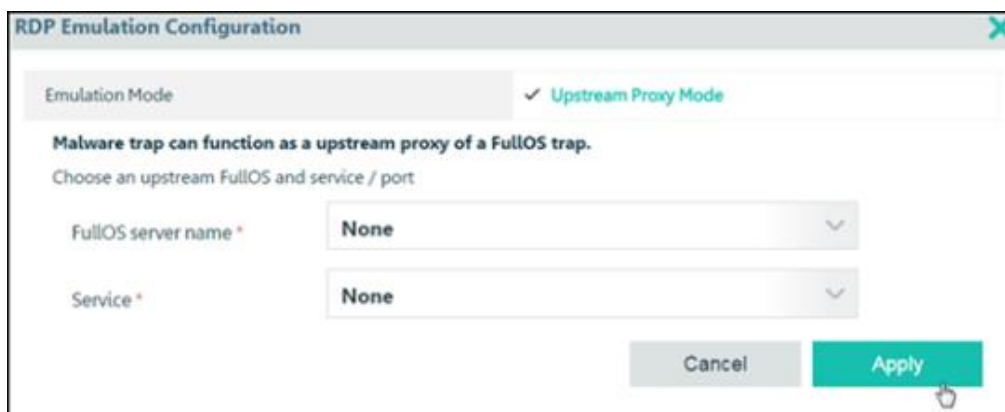 RDP Emulation Configuration
Emulation Mode
Upstream Proxy Mode
Malware trap can function as a upstream proxy of a FullOS trap.
Choose an upstream FullOS and service / port
FullOS server name *
None
Service *
None
Cancel
Apply